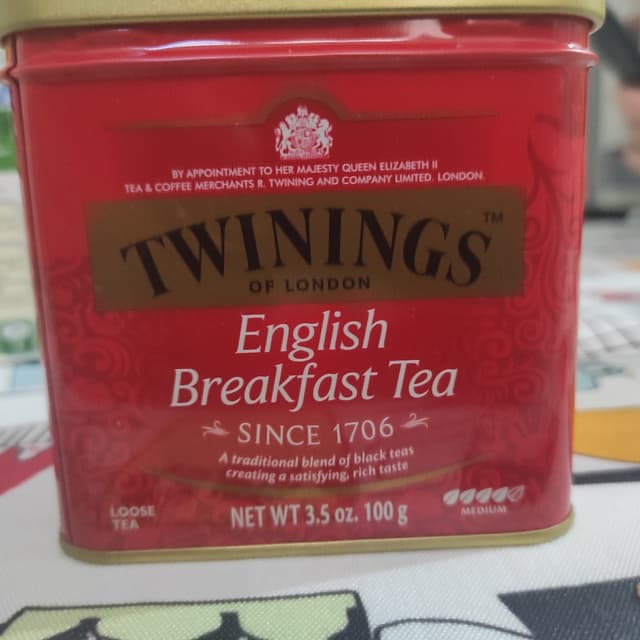 BY APPOINTMENT TO HER MAJESTY QUEEN ELIZABETH II
TEA & COFFEE MERCHANTS R. TWINING AND COMPANY LIMITED. LONDON.
TWININGS™
OF LONDON
English
Breakfast Tea
SINCE 1706
A traditional blend of black teas
creating a satisfying, rich taste
LOOSE
TEA
NET WT 3.5 oz. 100 g
MEDIUM